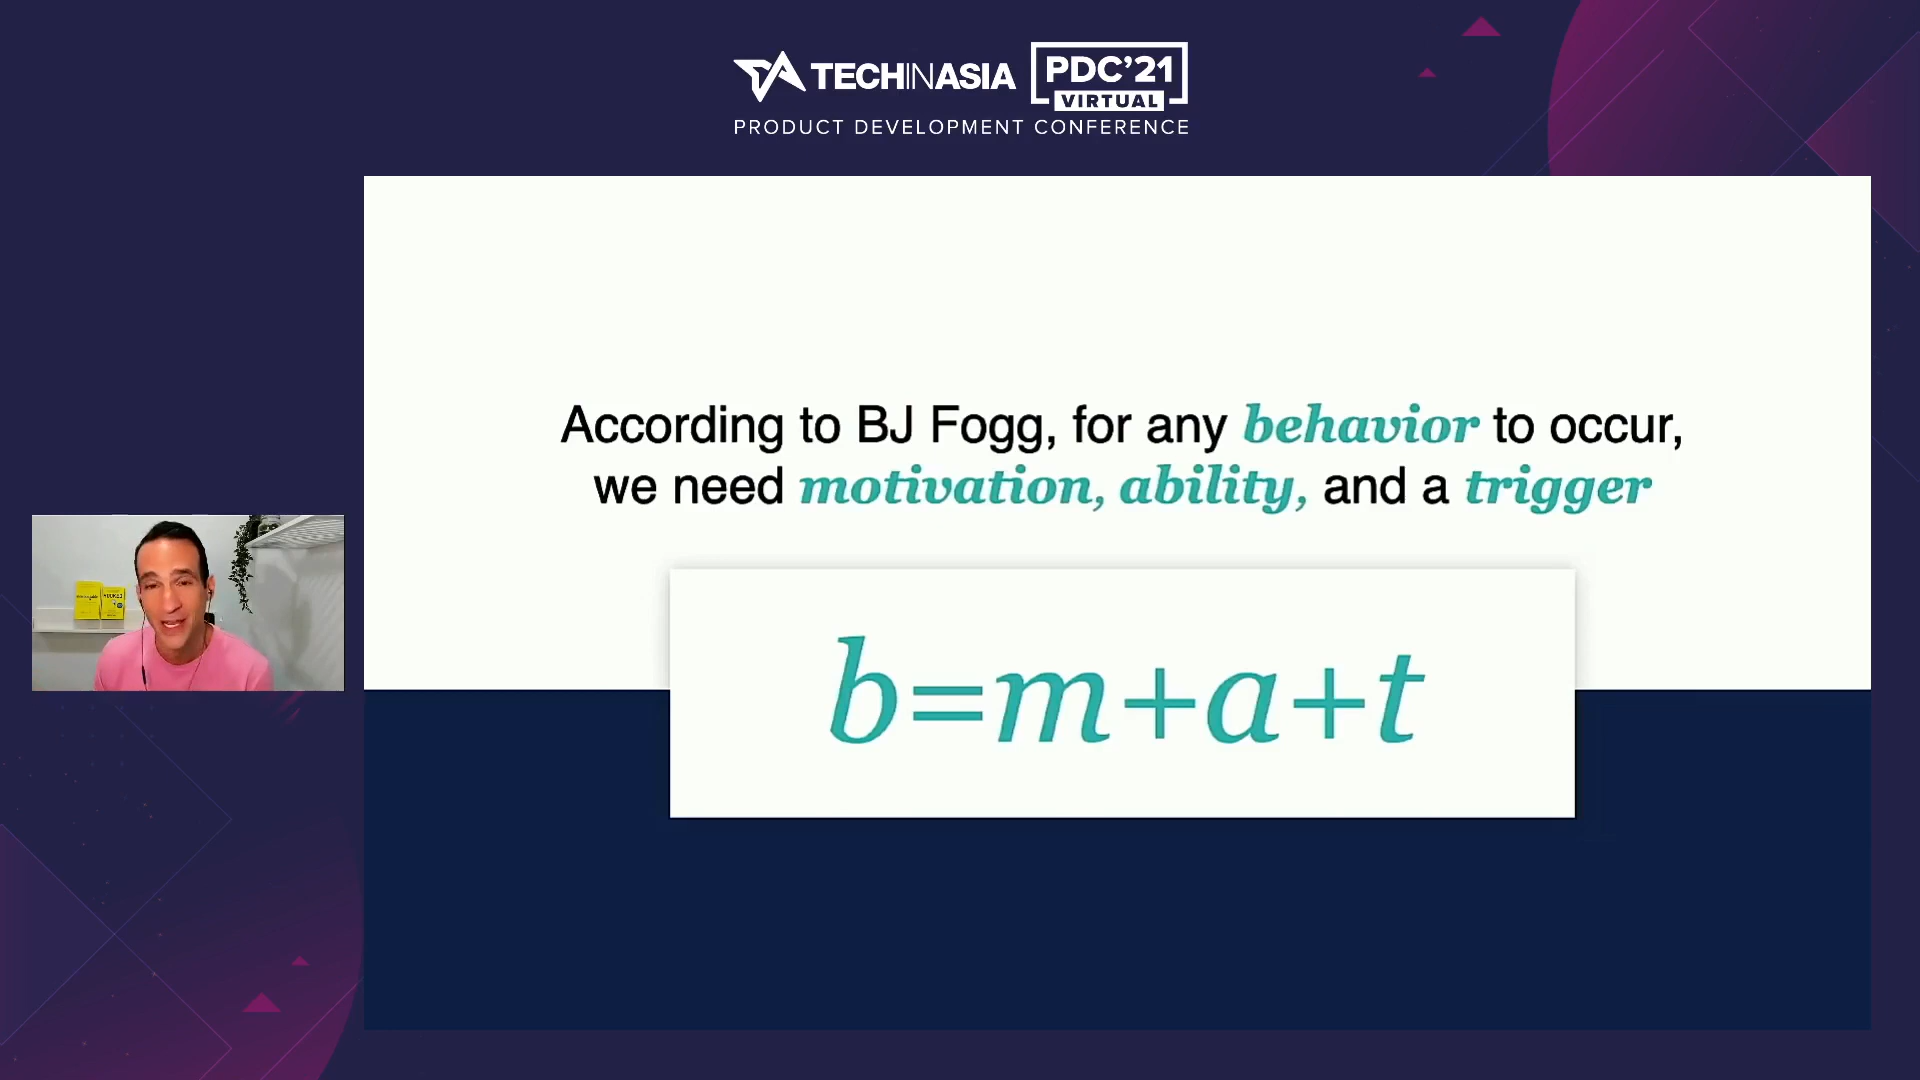 TECHINASIA
PDC'21
VIRTUAL
PRODUCT DEVELOPMENT CONFERENCE
According to BJ Fogg, for any behavior to occur,
we need motivation, ability, and a trigger
b=m+a+t
HOOKED